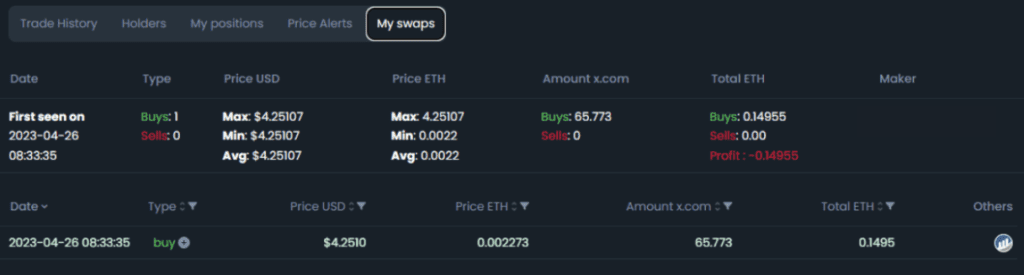 Trade History Holders My positions Price Alerts My swaps
Date Type Price USD Price ETH Amount x.com Total ETH Maker
First seen on Buys: 1 Max: $4.25107 Max: 4.25107 Buys: 65.773 Buys: 0.14955
2023-04-26 Sells: 0 Min: $4.25107 Min: 0.0022 Sells: 0 Sells: 0.00
08:33:35 Avg: $4.25107 Avg: 0.0022 Profit : -0.14955
Date Type Price USD Price ETH Amount x.com Total ETH Others
2023-04-26 08:33:35 buy $4.2510 0.002273 65.773 0.1495